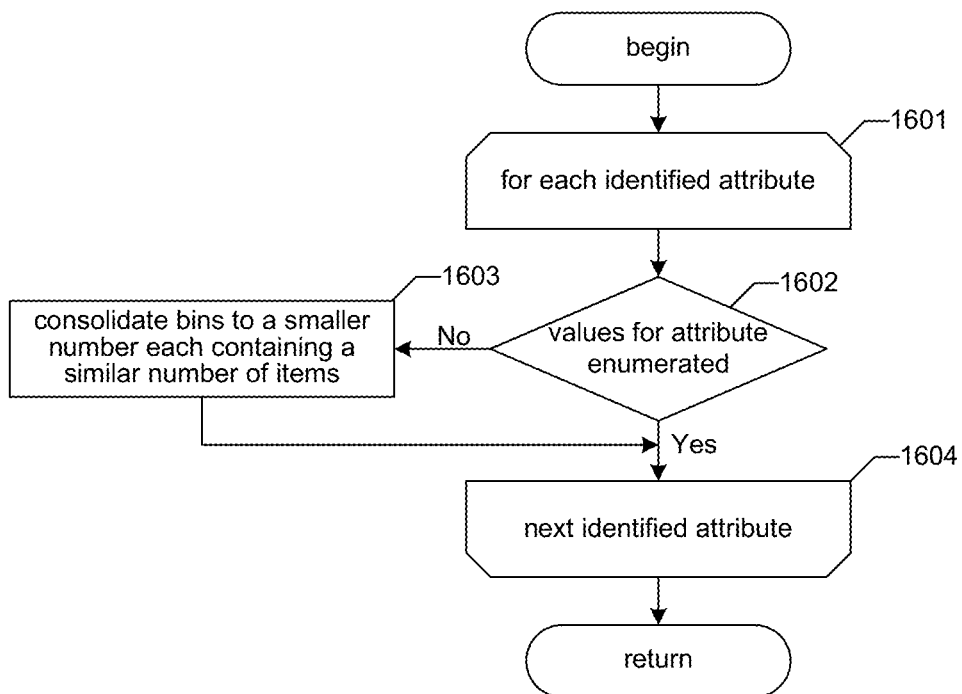 begin
1601
for each identified attribute
1602
values for attribute
enumerated
1603
No
consolidate bins to a smaller
number each containing a
similar number of items
Yes
1604
next identified attribute
return